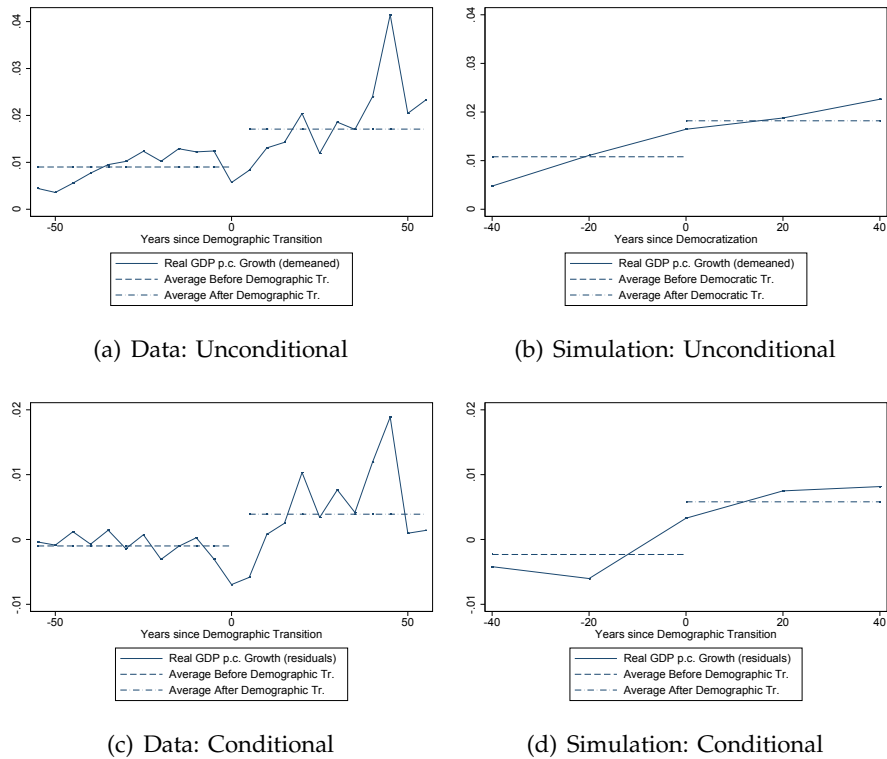 .04
.03
.02
.01
0
-50
0
50
Years since Demographic Transition
Real GDP p.c. Growth (demeaned)
Average Before Demographic Tr.
Average After Demographic Tr.
(a) Data: Unconditional
.04
.03
.02
.01
0
-40
-20
0
20
40
Years since Democratization
Real GDP p.c. Growth (demeaned)
Average Before Democratic Tr.
Average After Democratic Tr.
(b) Simulation: Unconditional
.02
.01
0
-.01
-50
0
50
Years since Demographic Transition
Real GDP p.c. Growth (residuals)
Average Before Demographic Tr.
Average After Demographic Tr.
(c) Data: Conditional
.02
.01
0
-.01
-40
-20
0
20
40
Years since Demographic Transition
Real GDP p.c. Growth (residuals)
Average Before Demographic Tr.
Average After Demographic Tr.
(d) Simulation: Conditional